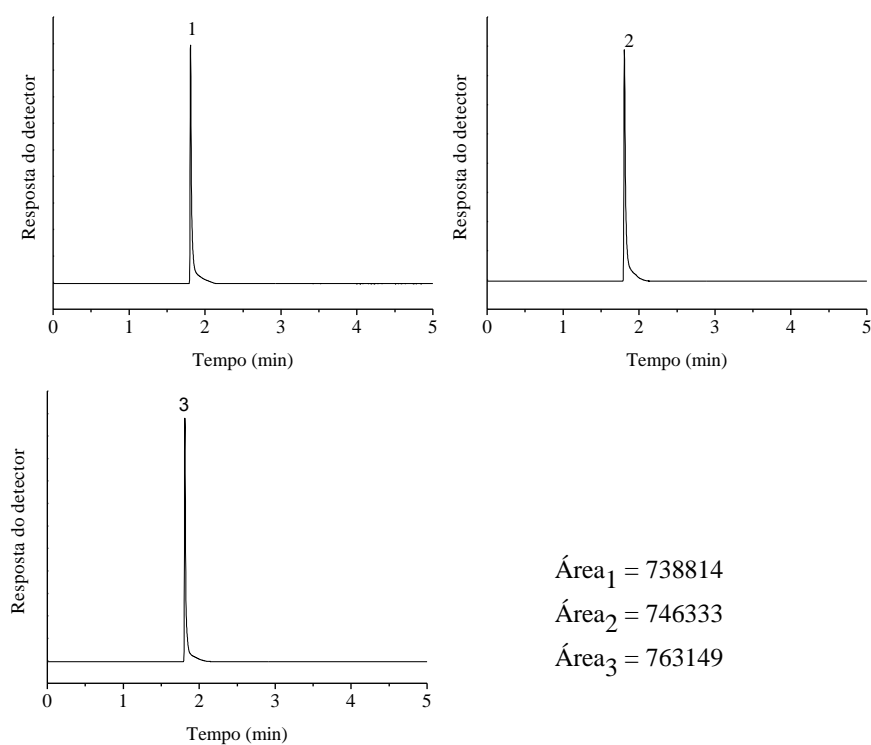 1
Resposta do detector
0 1 2 3 4 5
Tempo (min)
2
Resposta do detector
0 1 2 3 4 5
Tempo (min)
3
Resposta do detector
0 1 2 3 4 5
Tempo (min)
Área1 = 738814
Área2 = 746333
Área3 = 763149